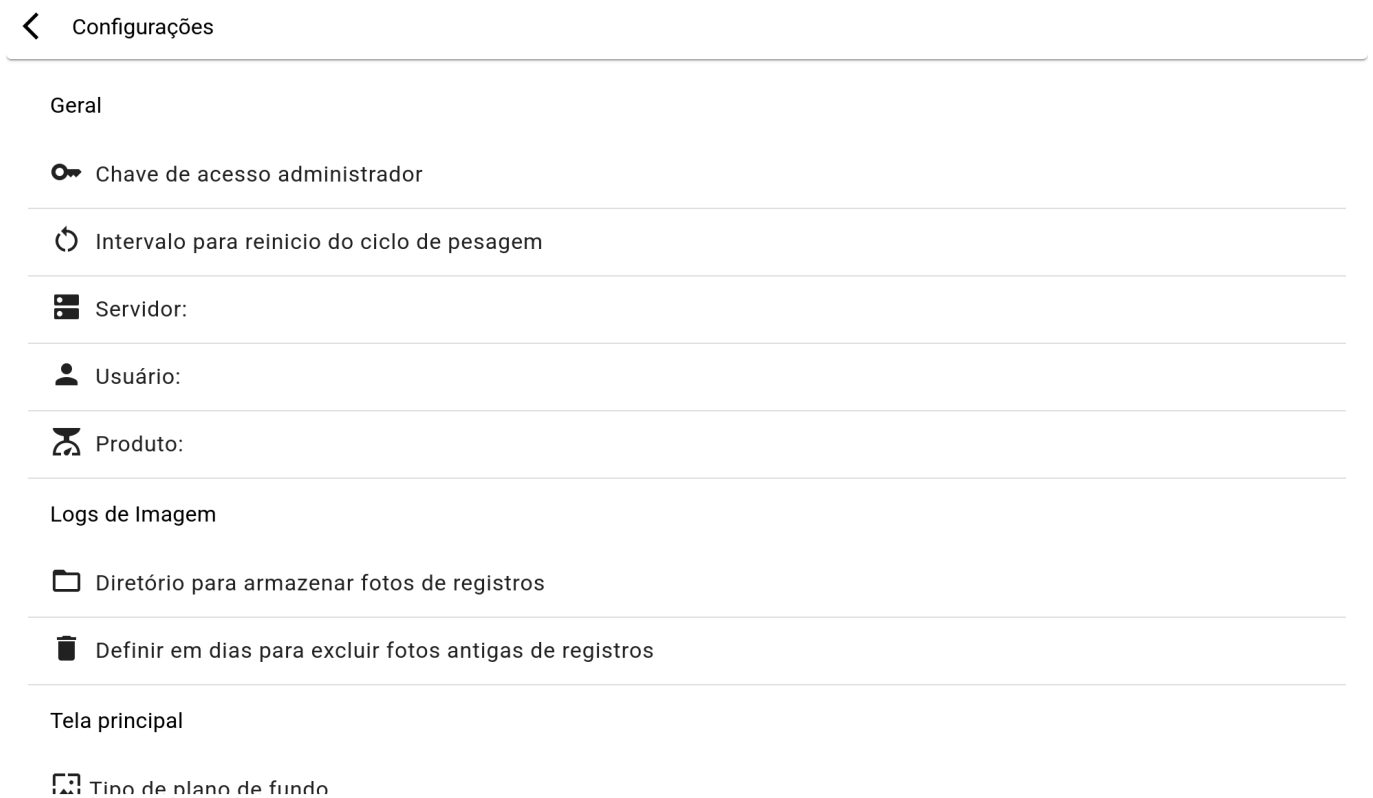 Configurações
Geral
Chave de acesso administrador
Intervalo para reinicio do ciclo de pesagem
Servidor:
Usuário:
Produto:
Logs de Imagem
Diretório para armazenar fotos de registros
Definir em dias para excluir fotos antigas de registros
Tela principal
Tipo de plano de fundo